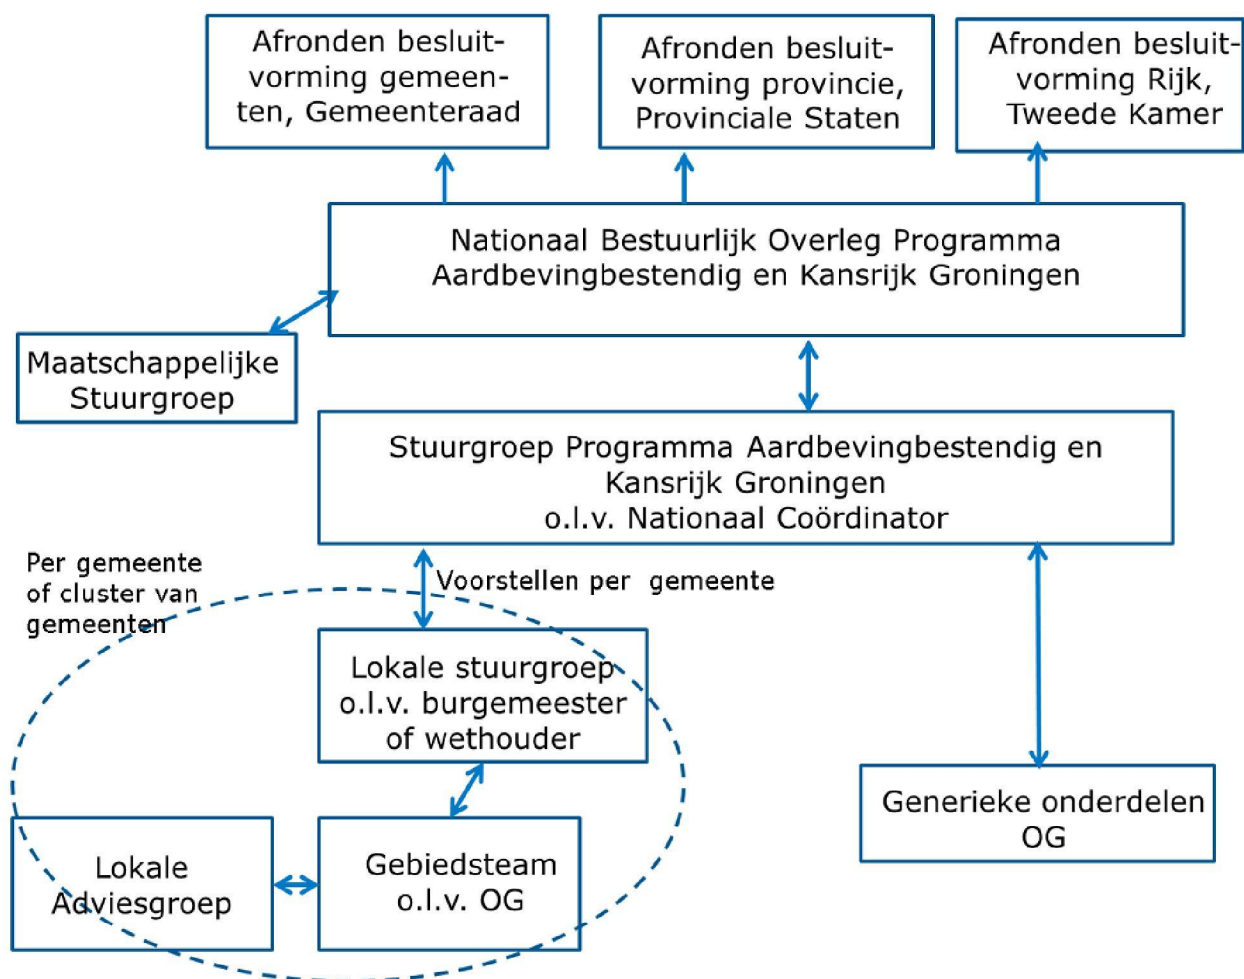 Afronden besluit-
vorming gemeen-
ten, Gemeenteraad
Afronden besluit-
vorming provincie,
Provinciale Staten
Afronden besluit-
vorming Rijk,
Tweede Kamer
Nationaal Bestuurlijk Overleg Programma
Aardbevingbestendig en Kansrijk Groningen
Maatschappelijke
Stuurgroep
Stuurgroep Programma Aardbevingbestendig en
Kansrijk Groningen
o.l.v. Nationaal Coördinator
Per gemeente
of cluster van
gemeenten
Voorstellen per gemeente
Lokale stuurgroep
o.l.v. burgemeester
of wethouder
Generieke onderdelen
OG
Lokale
Adviesgroep
Gebiedsteam
o.l.v. OG